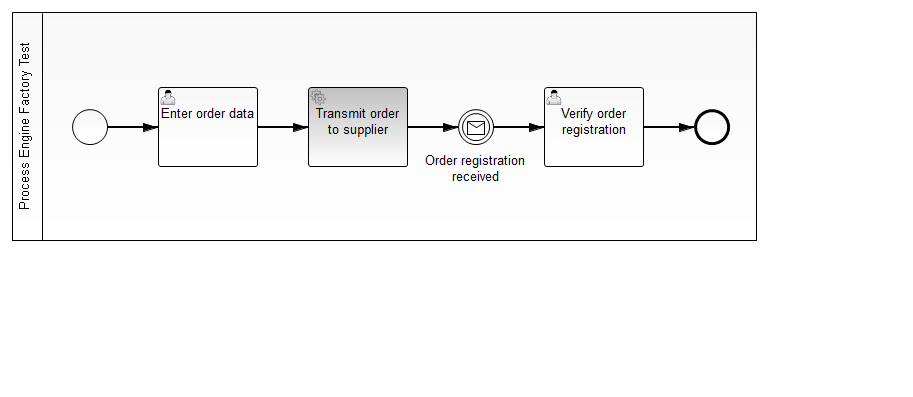 Process Engine Factory Test
Enter order data
Transmit order
to supplier
Order registration
received
Verify order
registration